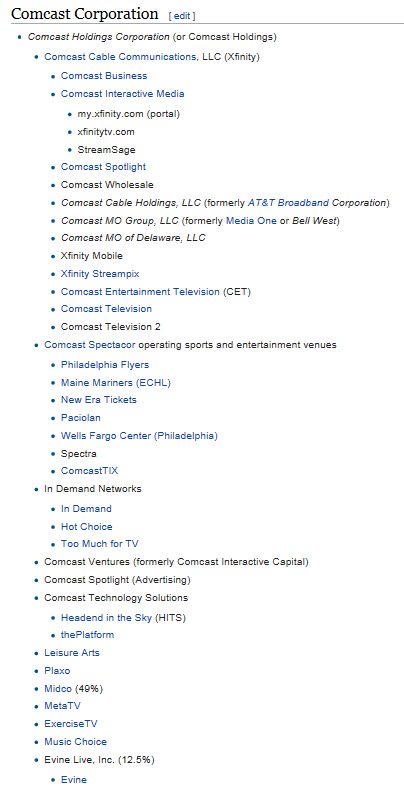 Comcast Corporation [ edit ]
Comcast Holdings Corporation (or Comcast Holdings)
Comcast Cable Communications, LLC (Xfinity)
Comcast Business
Comcast Interactive Media
my.xfinity.com (portal)
xfinitytv.com
StreamSage
Comcast Spotlight
Comcast Wholesale
Comcast Cable Holdings, LLC (formerly AT&T Broadband Corporation)
Comcast MO Group, LLC (formerly Media One or Bell West)
Comcast MO of Delaware, LLC
Xfinity Mobile
Xfinity Streampix
Comcast Entertainment Television (CET)
Comcast Television
Comcast Television 2
Comcast Spectacor operating sports and entertainment venues
Philadelphia Flyers
Maine Mariners (ECHL)
New Era Tickets
Paciolan
Wells Fargo Center (Philadelphia)
Spectra
ComcastTIX
In Demand Networks
In Demand
Hot Choice
Too Much for TV
Comcast Ventures (formerly Comcast Interactive Capital)
Comcast Spotlight (Advertising)
Comcast Technology Solutions
Headend in the Sky (HITS)
thePlatform
Leisure Arts
Plaxo
Midco (49%)
MetaTV
ExerciseTV
Music Choice
Evine Live, Inc. (12.5%)
Evine